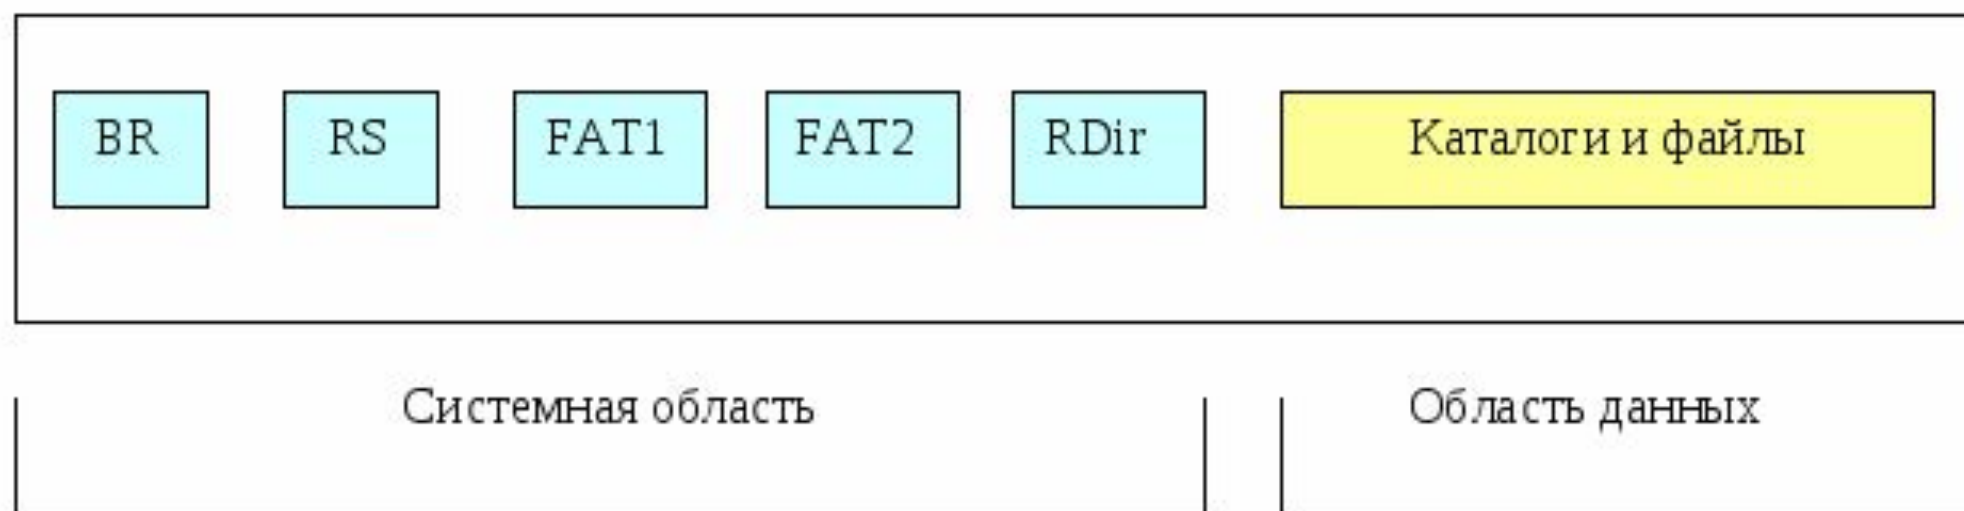 BR RS FAT1 FAT2 RDir Каталоги и файлы
Системная область Область данных